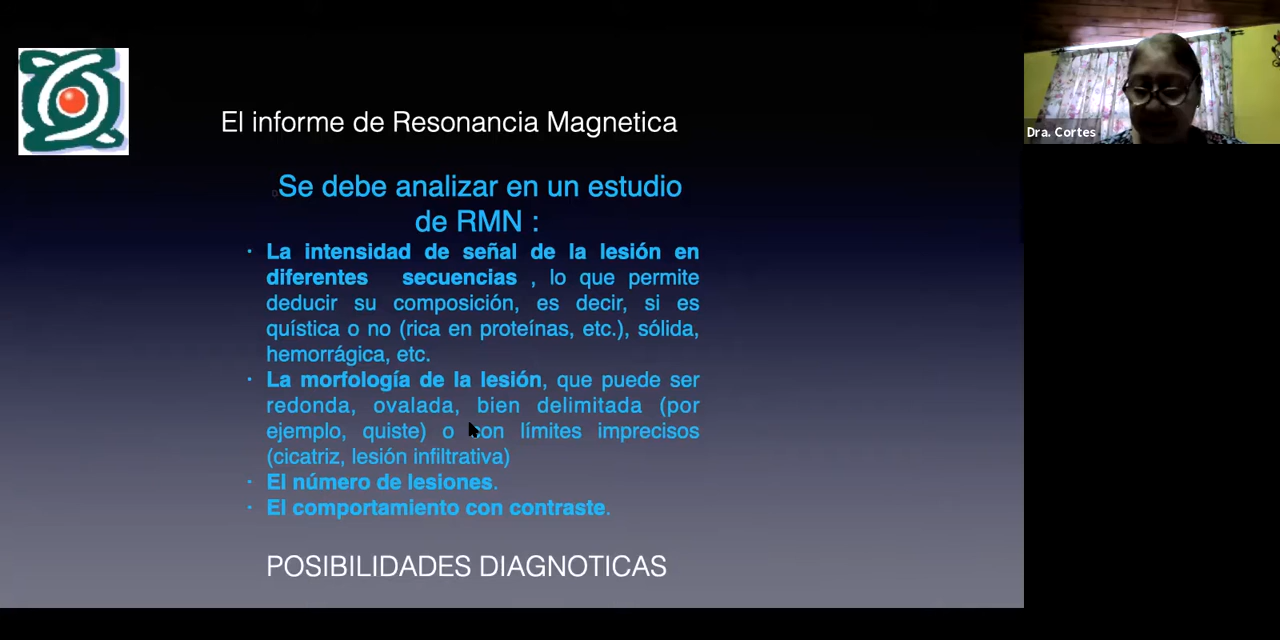 El informe de Resonancia Magnetica
Dra. Cortes
Se debe analizar en un estudio
de RMN :
· La intensidad de señal de la lesión en
diferentes secuencias , lo que permite
deducir su composición, es decir, si es
quística o no (rica en proteínas, etc.), sólida,
hemorrágica, etc.
· La morfología de la lesión, que puede ser
redonda, ovalada, bien delimitada (por
ejemplo, quiste) o con límites imprecisos
(cicatriz, lesión infiltrativa)
· El número de lesiones.
· El comportamiento con contraste.
POSIBILIDADES DIAGNOTICAS